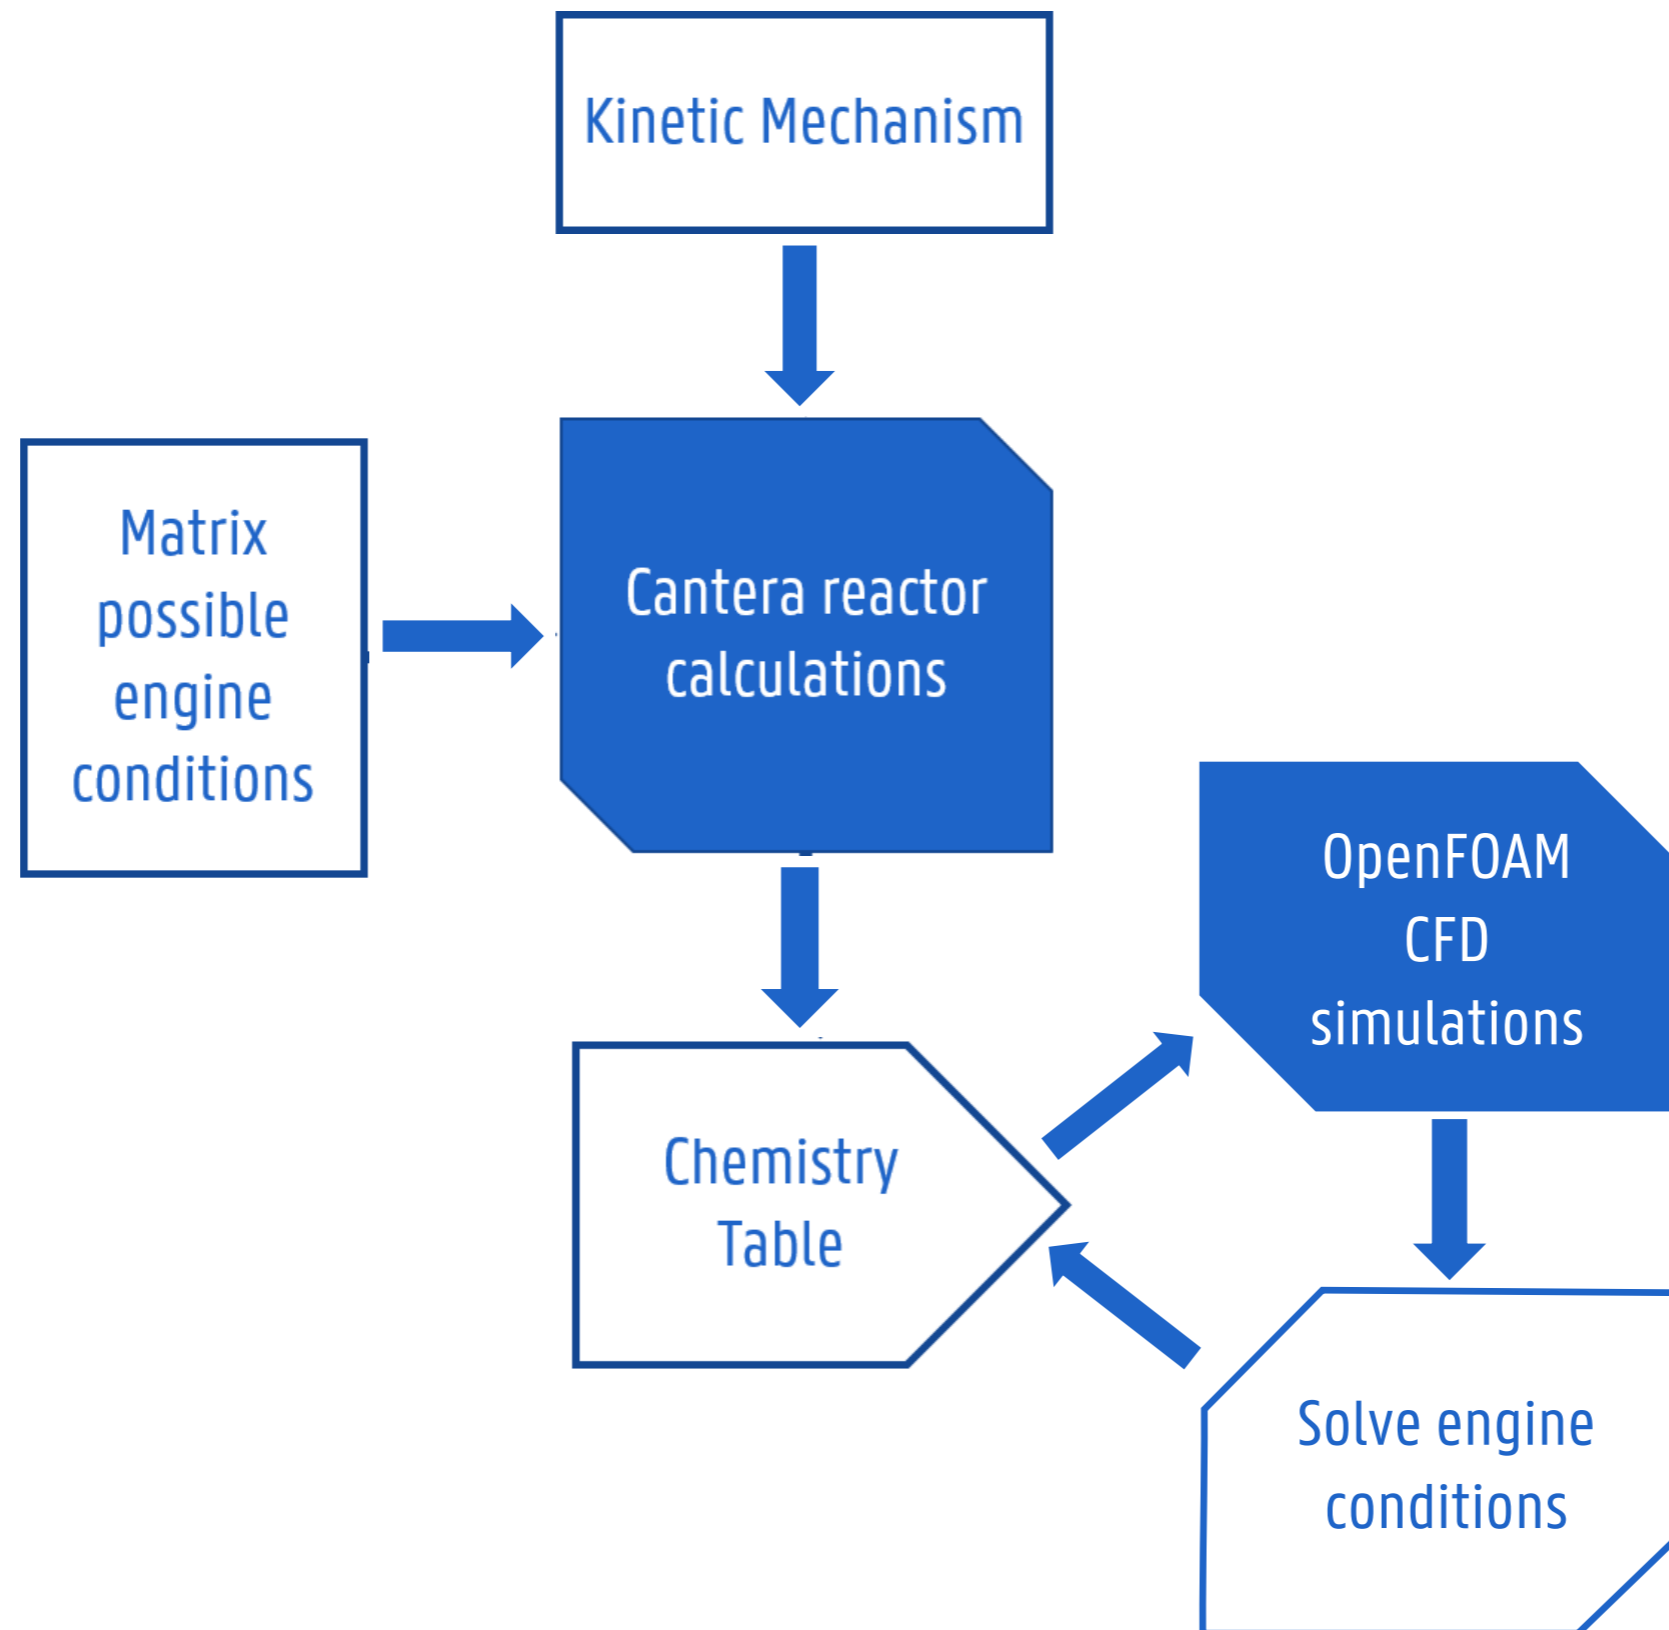 Kinetic Mechanism
Matrix
possible
engine
conditions
Cantera reactor
calculations
OpenFOAM
CFD
simulations
Chemistry
Table
Solve engine
conditions